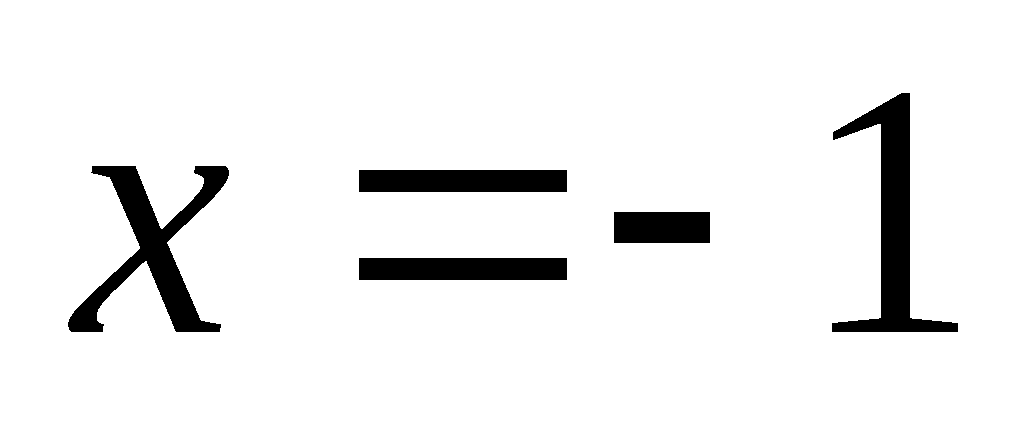 x = - 1